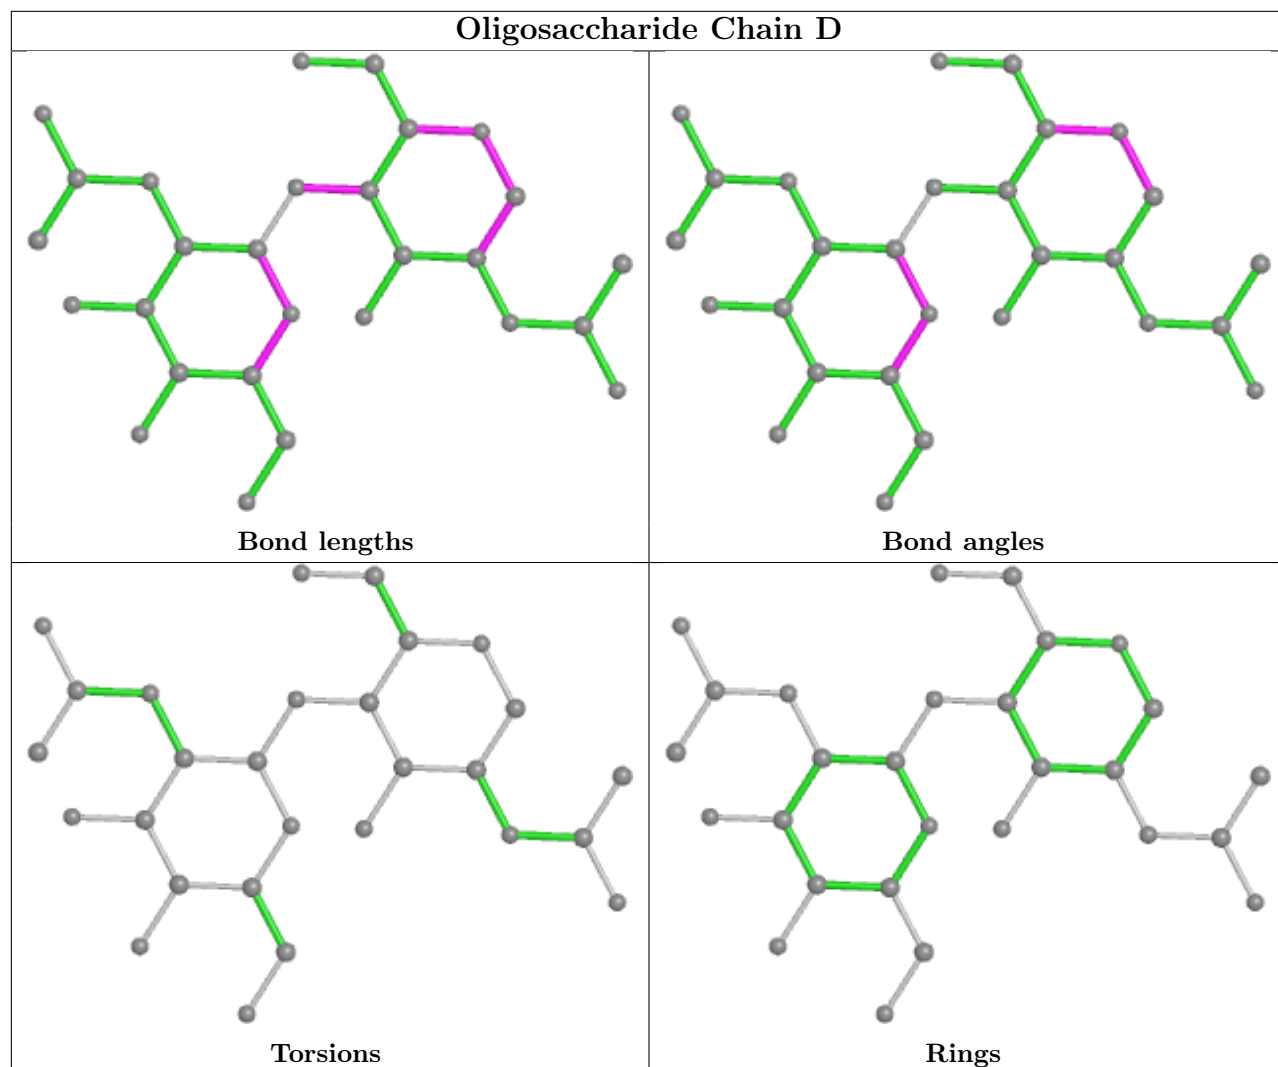 Oligosaccharide Chain D
Bond lengths
Bond angles
Torsions
Rings